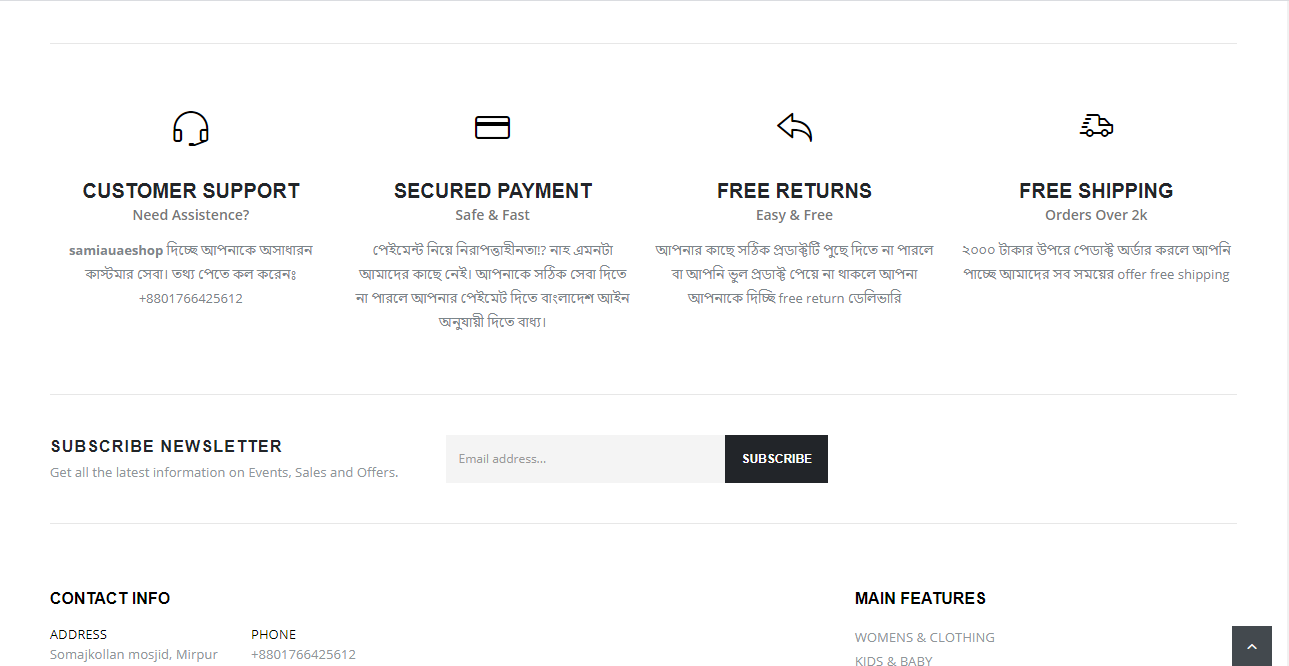 CUSTOMER SUPPORT
Need Assistence?
samiauaeshop দিচ্ছে আপনাকে অসাধারন
কাস্টমার সেবা। তথ্য পেতে কল করেনঃ
+8801766425612
SECURED PAYMENT
Safe & Fast
পেইমেন্ট নিয়ে নিরাপত্তাহীনতা!? নাহ এমনটা
আমাদের কাছে নেই। আপনাকে সঠিক সেবা দিতে
না পারলে আপনার পেইমেট দিতে বাংলাদেশ আইন
অনুযায়ী দিতে বাধ্য।
FREE RETURNS
Easy & Free
আপনার কাছে সঠিক প্রডাক্টটি পুছে দিতে না পারলে
বা আপনি ভুল প্রডাক্ট পেয়ে না থাকলে আপনা
আপনাকে দিচ্ছি free return ডেলিভারি
FREE SHIPPING
Orders Over 2k
২০০০ টাকার উপরে পেডাক্ট অর্ডার করলে আপনি
পাচ্ছে আমাদের সব সময়ের offer free shipping
SUBSCRIBE NEWSLETTER
Get all the latest information on Events, Sales and Offers.
Email address...
SUBSCRIBE
CONTACT INFO
ADDRESS
Somajkollan mosjid, Mirpur
PHONE
+8801766425612
MAIN FEATURES
WOMENS & CLOTHING
KIDS & BABY